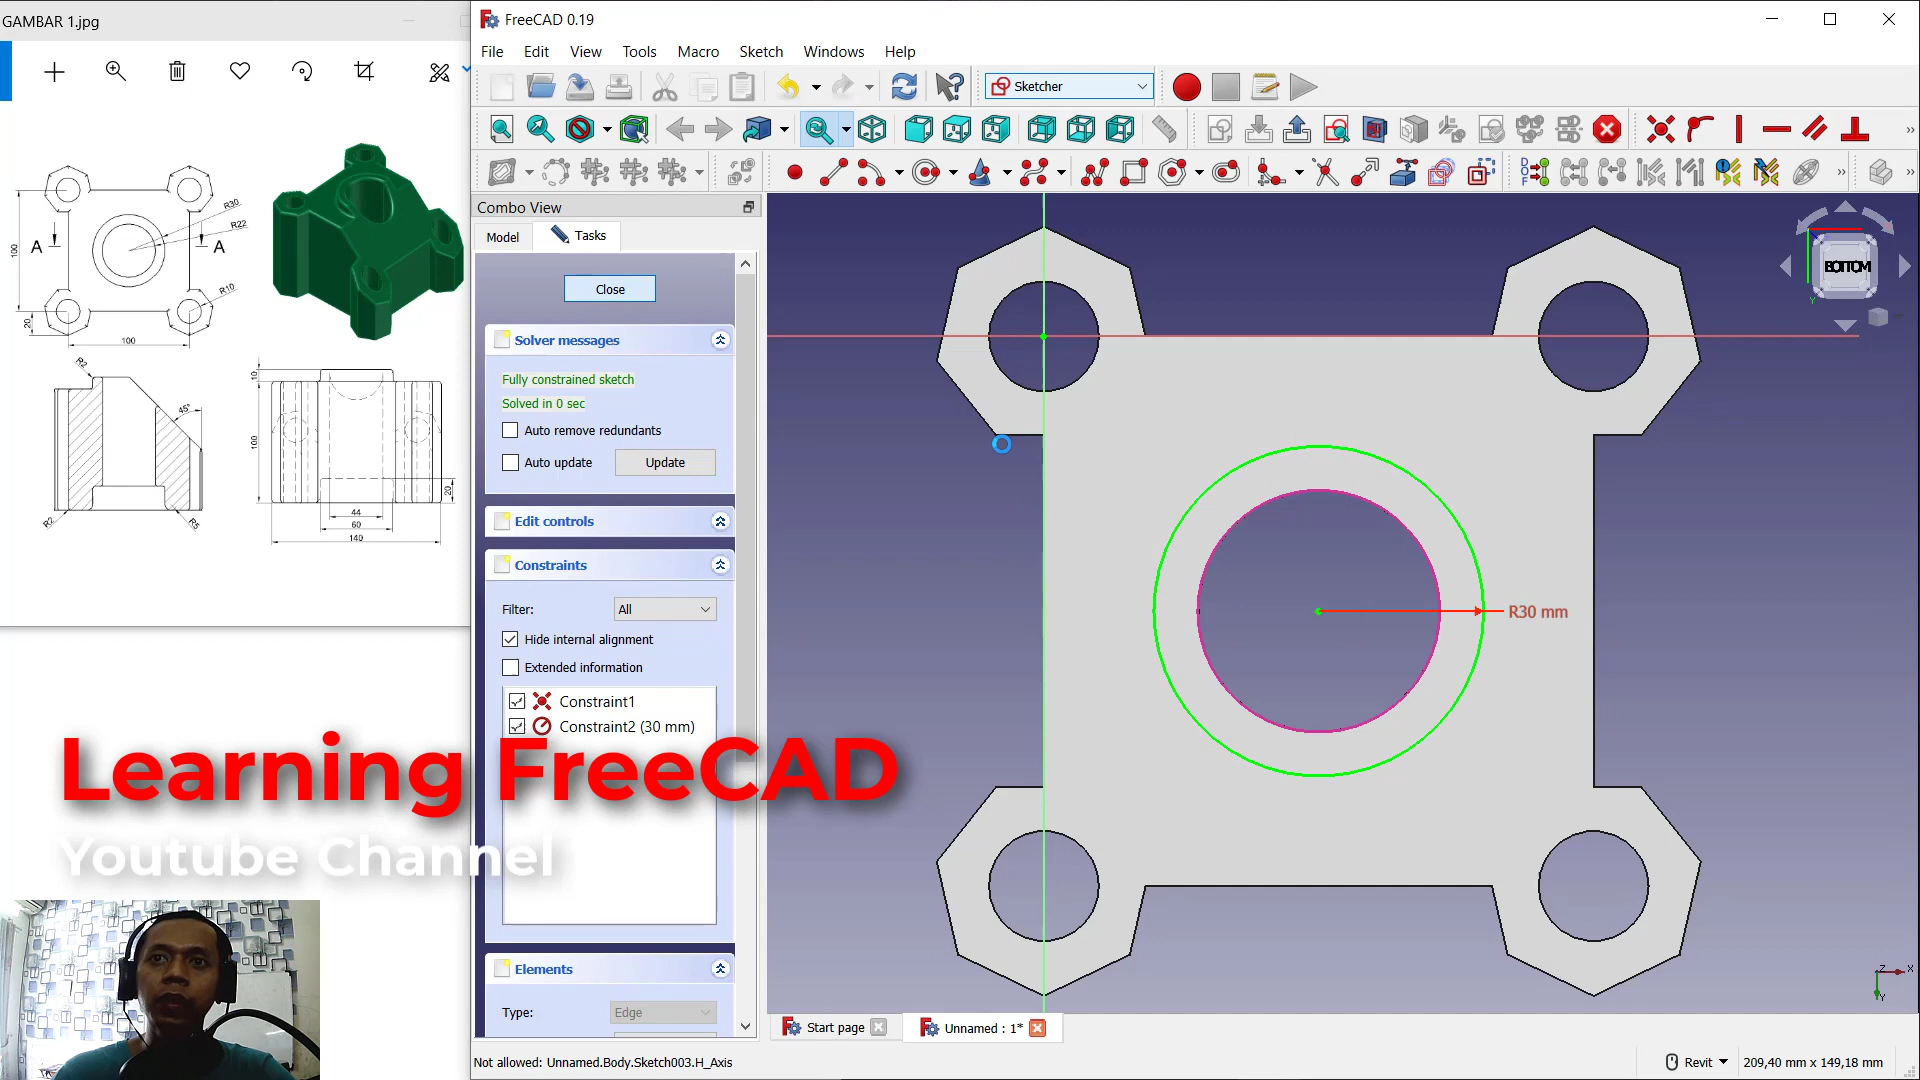 GAMBAR 1.jpg
FreeCAD 0.19
File Edit View Tools Macro Sketch Windows Help
Sketcher
Combo View
Model
Tasks
Close
Solver messages
Fully constrained sketch
Solved in 0 sec
Auto remove redundants
Auto update
Update
Edit controls
Constraints
Filter:
All
Hide internal alignment
Extended information
Constraint1
Constraint2 (30 mm)
Elements
Type:
Edge
R30
R22
100
A
A
R10
20
100
R2
45°
R2
R5
10
100
20
44
60
140
R30 mm
BOTTOM
Y
Z
X
Y
Learning FreeCAD
Youtube Channel
Start page
Unnamed : 1*
Not allowed: Unnamed.Body.Sketch003.H_Axis
Revit
209,40 mm x 149,18 mm